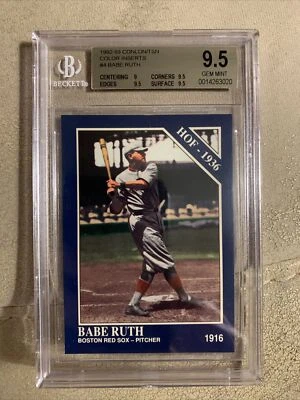 BECKETT
1992-93 CONLON/TSN
COLOR INSERTS
#4 BABE RUTH
CENTERING 9 CORNERS 9.5
EDGES 9.5 SURFACE 9.5
9.5
GEM MINT
0014263020
HOF - 1936
BABE RUTH
BOSTON RED SOX – PITCHER
1916